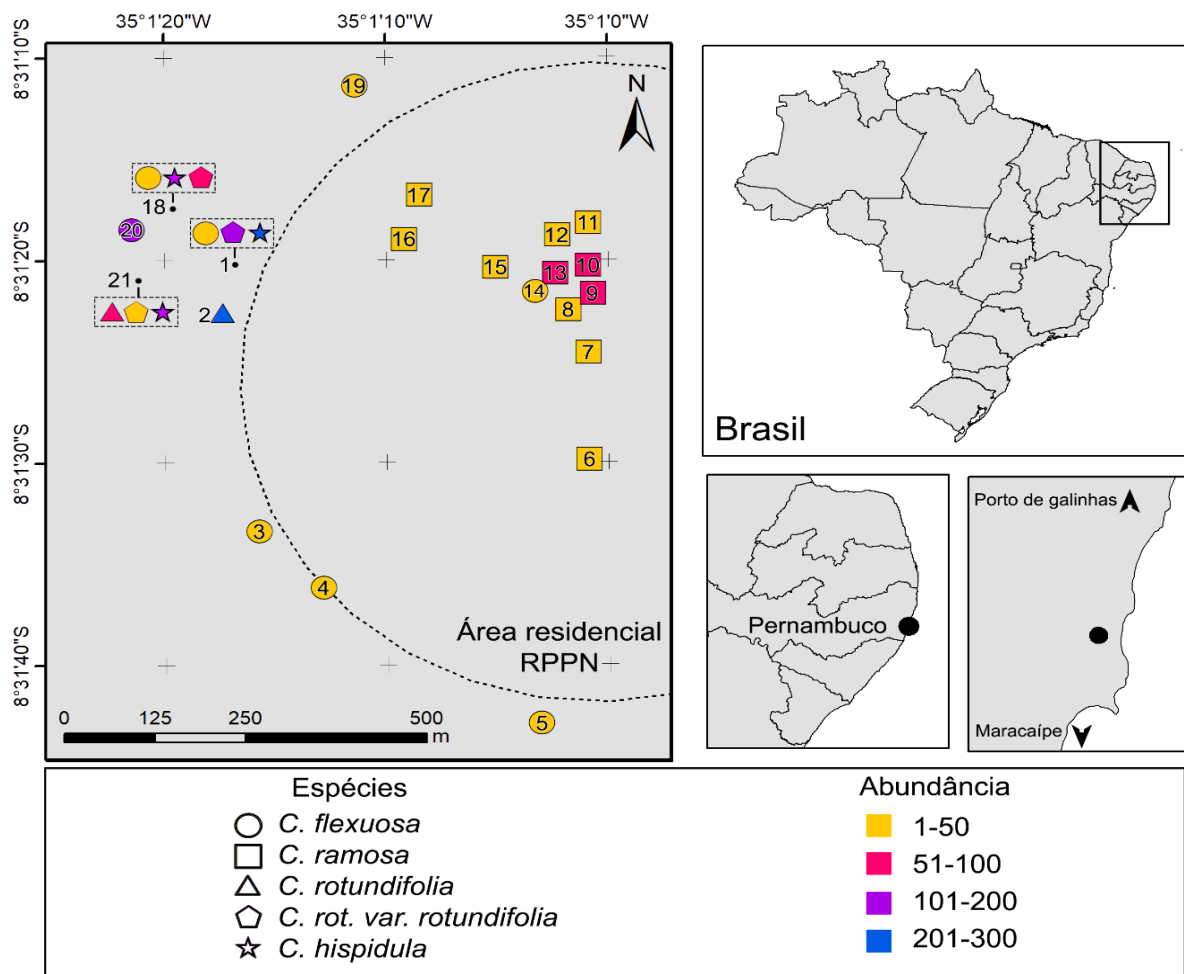 35°1'20"W 35°1'10"W 35°1'0"W
8°31'10"S
8°31'20"S
8°31'30"S
8°31'40"S
N
19
17
18
20
16
11
12
1
15
13
10
14
9
21
2
8
7
6
3
4
Área residencial
RPPN
5
0 125 250 500
m
Brasil
Pernambuco
Porto de galinhas
Maracaípe
Espécies
C. flexuosa
C. ramosa
C. rotundifolia
C. rot. var. rotundifolia
C. hispidula
Abundância
1-50
51-100
101-200
201-300